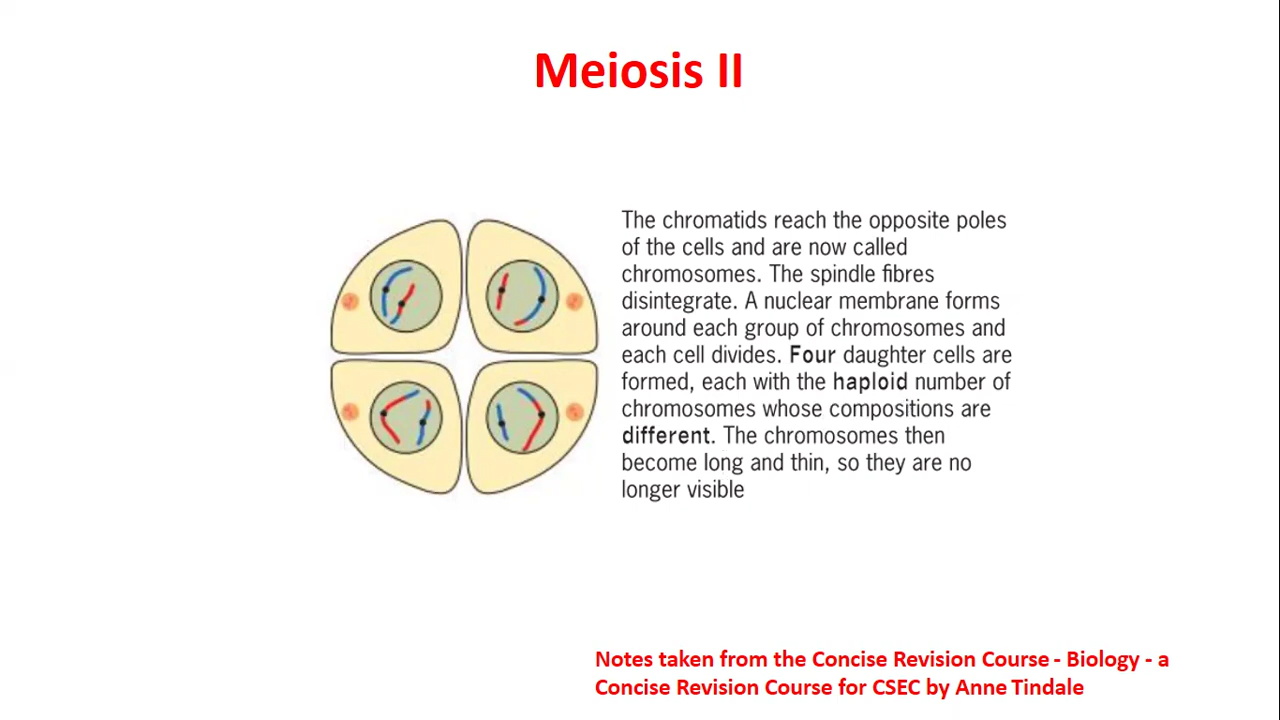 Meiosis II
The chromatids reach the opposite poles
of the cells and are now called
chromosomes. The spindle fibres
disintegrate. A nuclear membrane forms
around each group of chromosomes and
each cell divides. Four daughter cells are
formed, each with the haploid number of
chromosomes whose compositions are
different. The chromosomes then
become long and thin, so they are no
longer visible
Notes taken from the Concise Revision Course - Biology - a
Concise Revision Course for CSEC by Anne Tindale